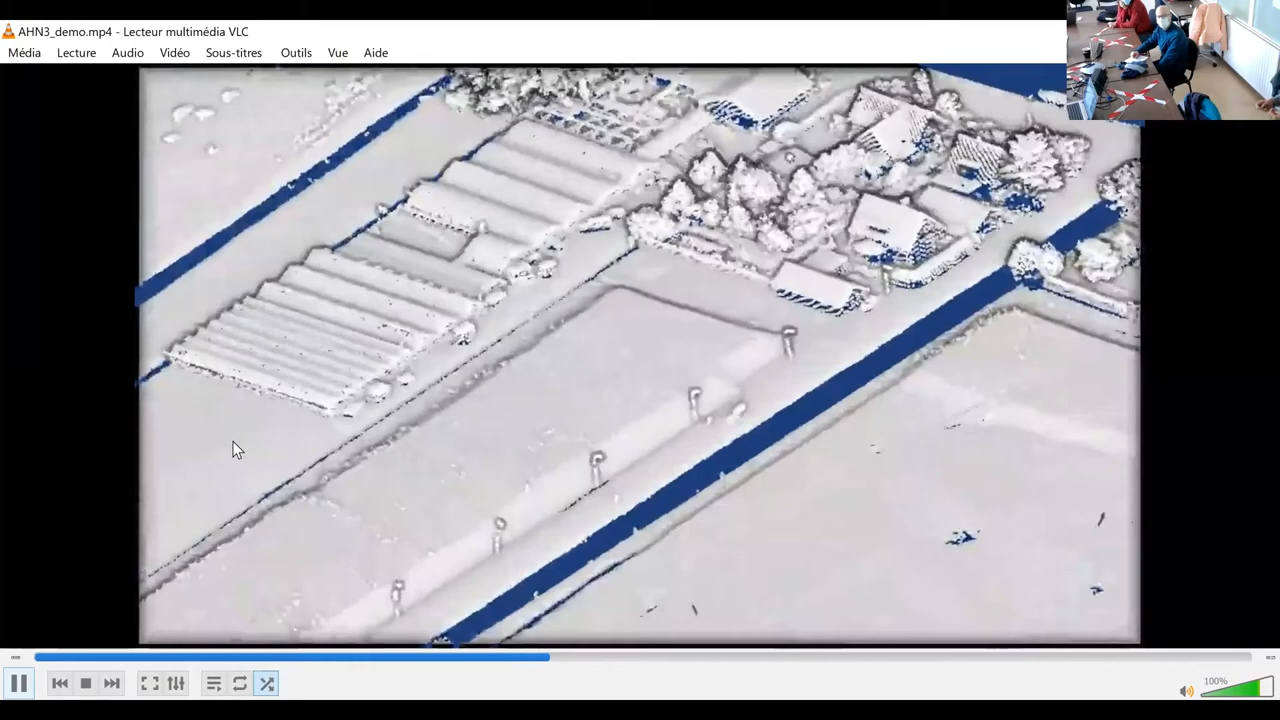 AHN3_demo.mp4 - Lecteur multimédia VLC
Média Lecture Audio Vidéo Sous-titres Outils Vue Aide
100%